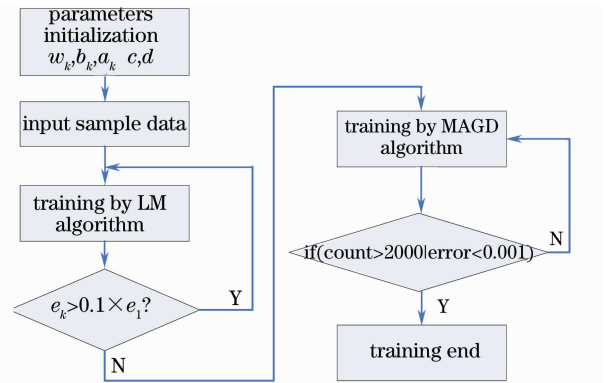 parameters
initialization
w_k,b_k,a_k c,d
input sample data
training by LM
algorithm
e_k>0.1×e_1?
Y
N
training by MAGD
algorithm
if(count>2000|error<0.001)
N
Y
training end